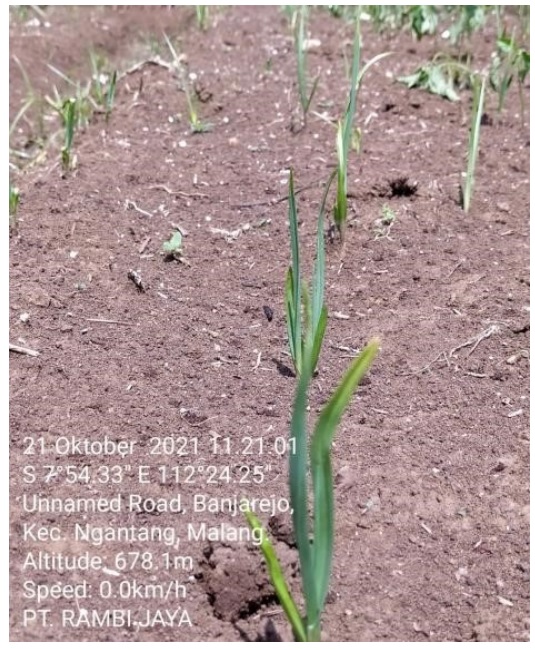 21 Oktober 2021 11.21.01
S 7°54.33" E 112°24.25"
Unnamed Road, Banjarejo,
Kec. Ngantang, Malang.
Altitude: 678.1m
Speed: 0.0km/h
PT. RAMBI JAYA